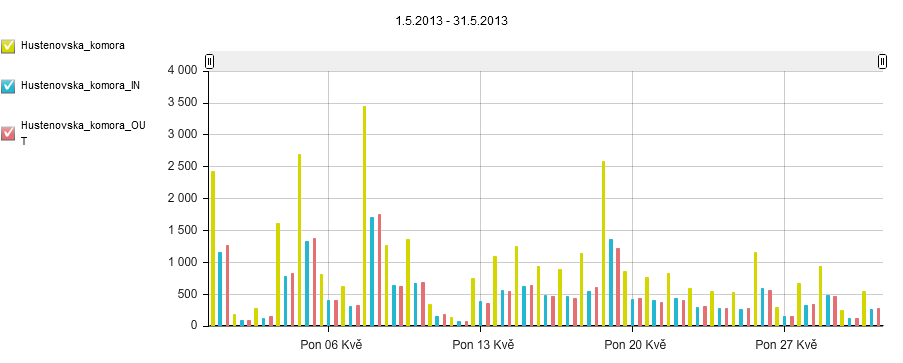 1.5.2013 - 31.5.2013
Hustenovska_komora
Hustenovska_komora_IN
Hustenovska_komora_OU
T
4 000
3 500
3 000
2 500
2 000
1 500
1 000
500
0
Pon 06 Kvě
Pon 13 Kvě
Pon 20 Kvě
Pon 27 Kvě